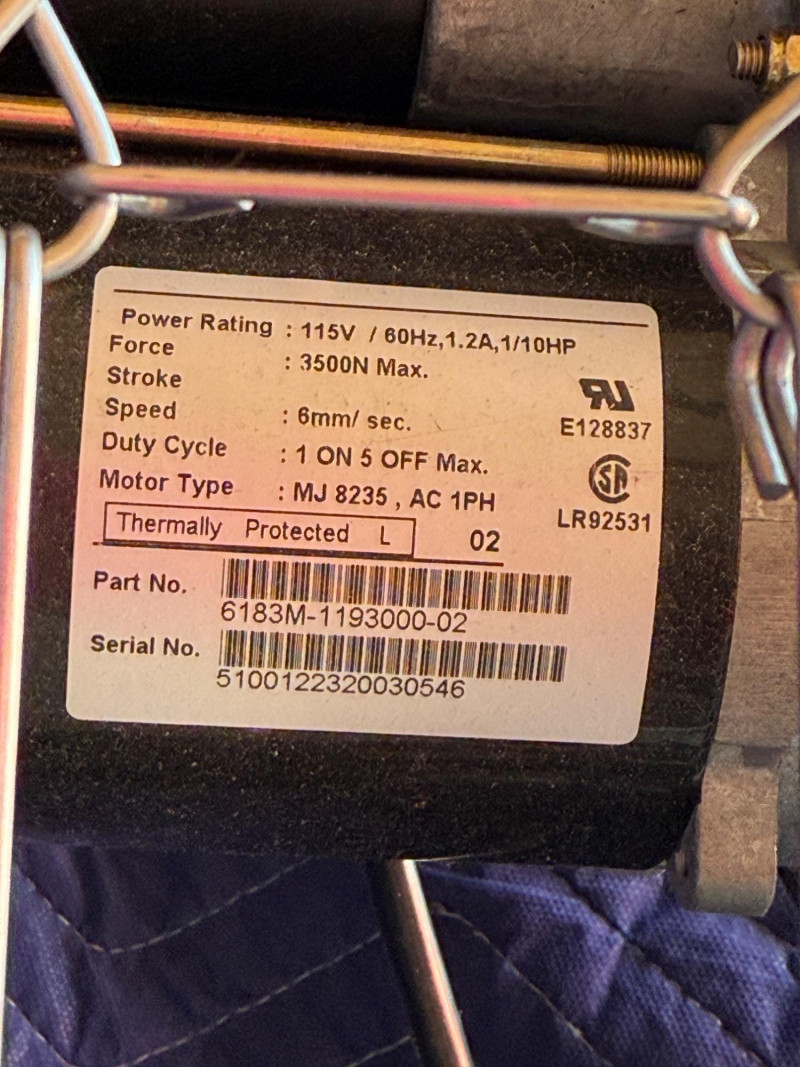 Power Rating : 115V / 60Hz,1.2A,1/10HP
Force : 3500N Max.
Stroke
Speed : 6mm/ sec.
Duty Cycle : 1 ON 5 OFF Max.
Motor Type : MJ 8235 , AC 1PH
Thermally Protected L 02
RU
E128837
SA
LR92531
Part No.
6183M-1193000-02
Serial No.
5100122320030546